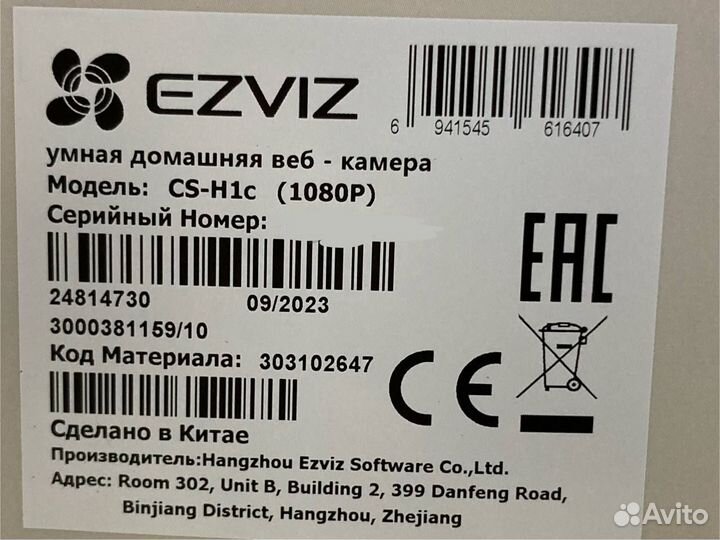 EZVIZ
6 941545 616407
умная домашняя веб - камера
Модель: CS-H1c (1080P)
Серийный Номер:
EAC
24814730 09/2023
3000381159/10
Код Материала: 303102647
CE
Сделано в Китае
Производитель:Hangzhou Ezviz Software Co.,Ltd.
Адрес: Room 302, Unit B, Building 2, 399 Danfeng Road,
Binjiang District, Hangzhou, Zhejiang
Avito